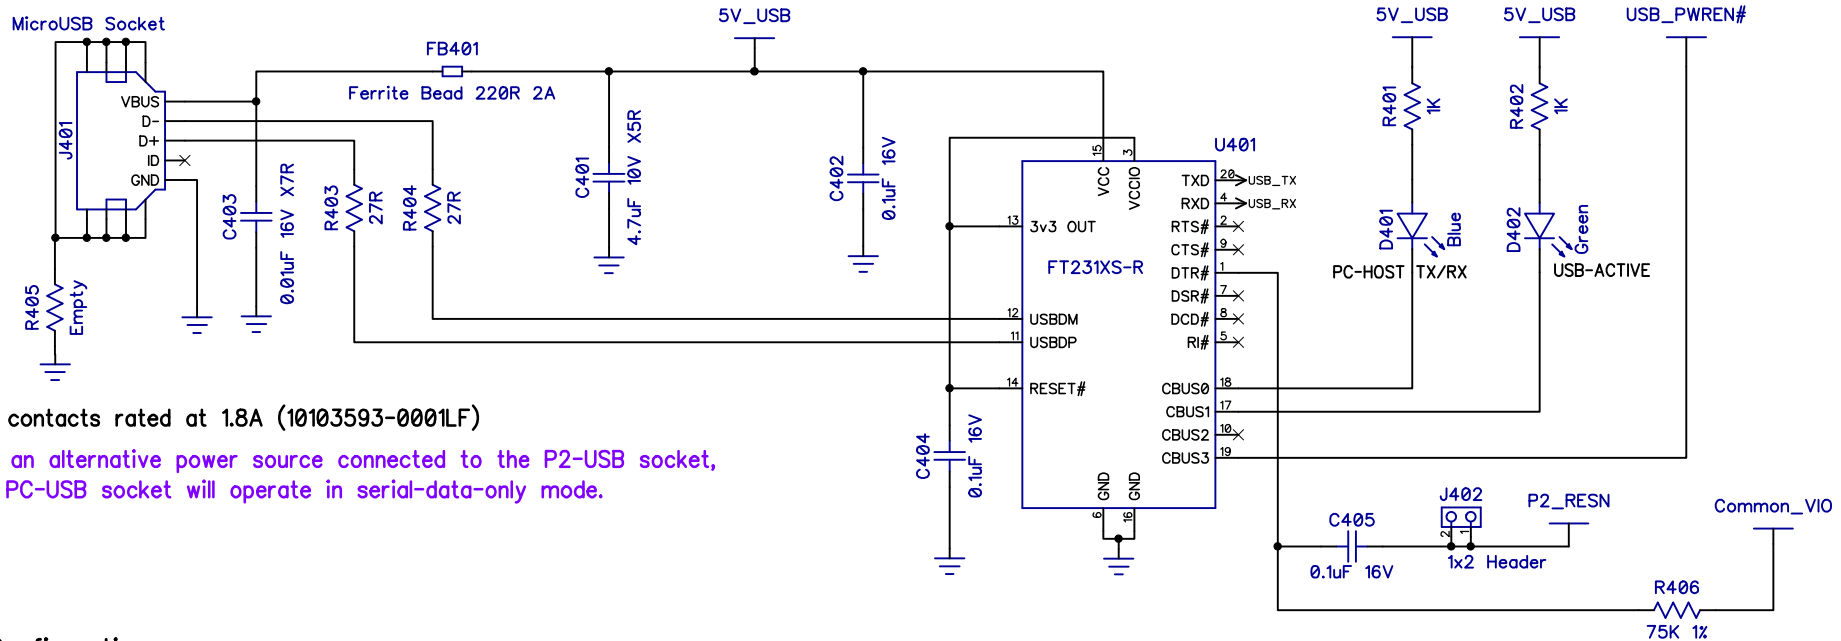 MicroUSB Socket
5V_USB
5V_USB
5V_USB
USB_PWREN#
FB401
Ferrite Bead 220R 2A
J401
VBUS
D-
D+
ID
GND
C403
0.01uF 16V X7R
R403
27R
R404
27R
C401
4.7uF 10V X5R
C402
0.1uF 16V
R405
Empty
R401
1K
R402
1K
D401
Blue
PC-HOST TX/RX
D402
Green
USB-ACTIVE
U401
FT231XS-R
15
VCC
3
VCCIO
13
3v3 OUT
12
USBDM
11
USBDP
14
RESET#
TXD
20
USB_TX
RXD
4
USB_RX
RTS#
2
CTS#
9
DTR#
1
DSR#
7
DCD#
8
RI#
5
CBUS0
18
CBUS1
17
CBUS2
10
CBUS3
19
GND
6
GND
16
C404
0.1uF 16V
contacts rated at 1.8A (10103593-0001LF)
an alternative power source connected to the P2-USB socket,
PC-USB socket will operate in serial-data-only mode.
C405
0.1uF 16V
J402
2
1
1x2 Header
P2_RESN
Common_VIO
R406
75K 1%